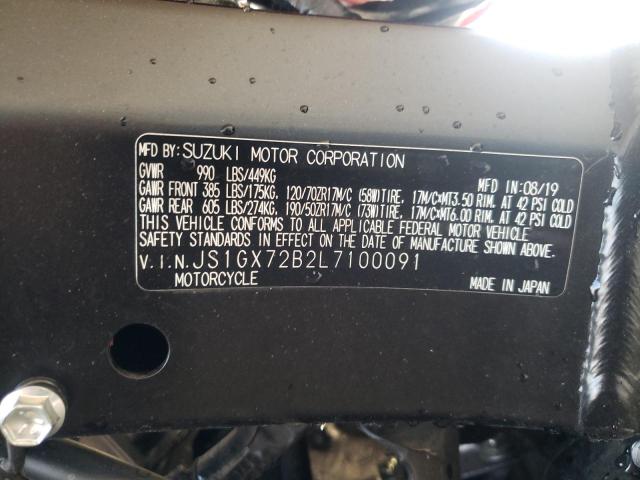 MFD BY: SUZUKI MOTOR CORPORATION
GVWR 990 LBS/449KG MFD IN: 08/19
GAWR FRONT 385 LBS/175KG, 120/70ZR17M/C (58W)TIRE, 17M/C×MT3.50 RIM, AT 42 PSI COLD
GAWR REAR 605 LBS/274KG, 190/50ZR17M/C (73W)TIRE, 17M/C×MT6.00 RIM, AT 42 PSI COLD
THIS VEHICLE CONFORMS TO ALL APPLICABLE FEDERAL MOTOR VEHICLE
SAFETY STANDARDS IN EFFECT ON THE DATE OF MANUFACTURE SHOWN ABOVE.
V.I.N. JS1GX72B2L7100091
MOTORCYCLE MADE IN JAPAN